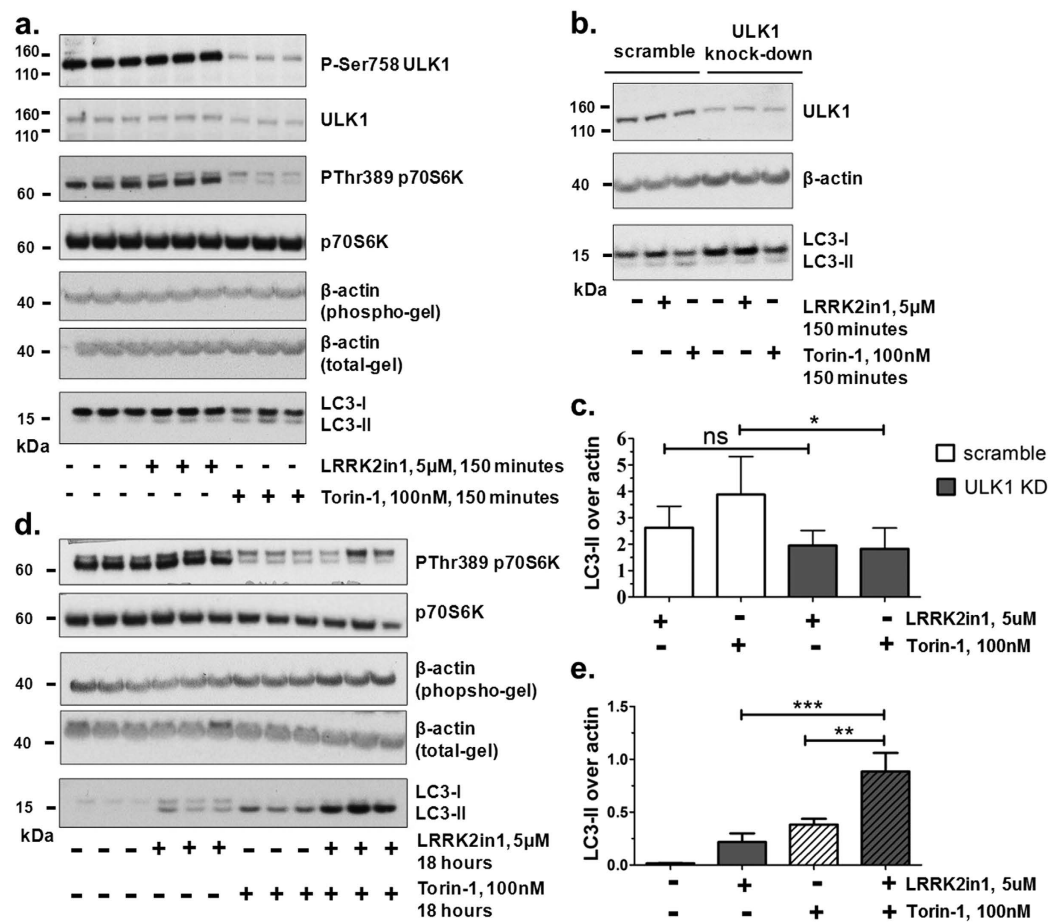 a.
160
110
P-Ser758 ULK1
160
110
ULK1
60
PThr389 p70S6K
60
p70S6K
40
β-actin
(phospho-gel)
40
β-actin
(total-gel)
15
LC3-I
LC3-II
kDa
- - - + + + - - - LRRK2in1, 5μM, 150 minutes
- - - - - - + + + Torin-1, 100nM, 150 minutes
b.
scramble
ULK1
knock-down
160
110
ULK1
40
β-actin
15
LC3-I
LC3-II
kDa
- + - - + - LRRK2in1, 5μM
150 minutes
- - + - - + Torin-1, 100nM
150 minutes
c.
LC3-II over actin
6
5
4
3
2
1
0
ns
*
scramble
ULK1 KD
+ - + - LRRK2in1, 5uM
- + - + Torin-1, 100nM
d.
60
PThr389 p70S6K
60
p70S6K
40
β-actin
(phopsho-gel)
40
β-actin
(total-gel)
15
LC3-I
LC3-II
kDa
- - - + + + - - - + + + LRRK2in1, 5μM
18 hours
- - - - - - + + + + + + Torin-1, 100nM
18 hours
e.
LC3-II over actin
1.5
1.0
0.5
0.0
***
**
- + - + LRRK2in1, 5uM
- - + + Torin-1, 100nM